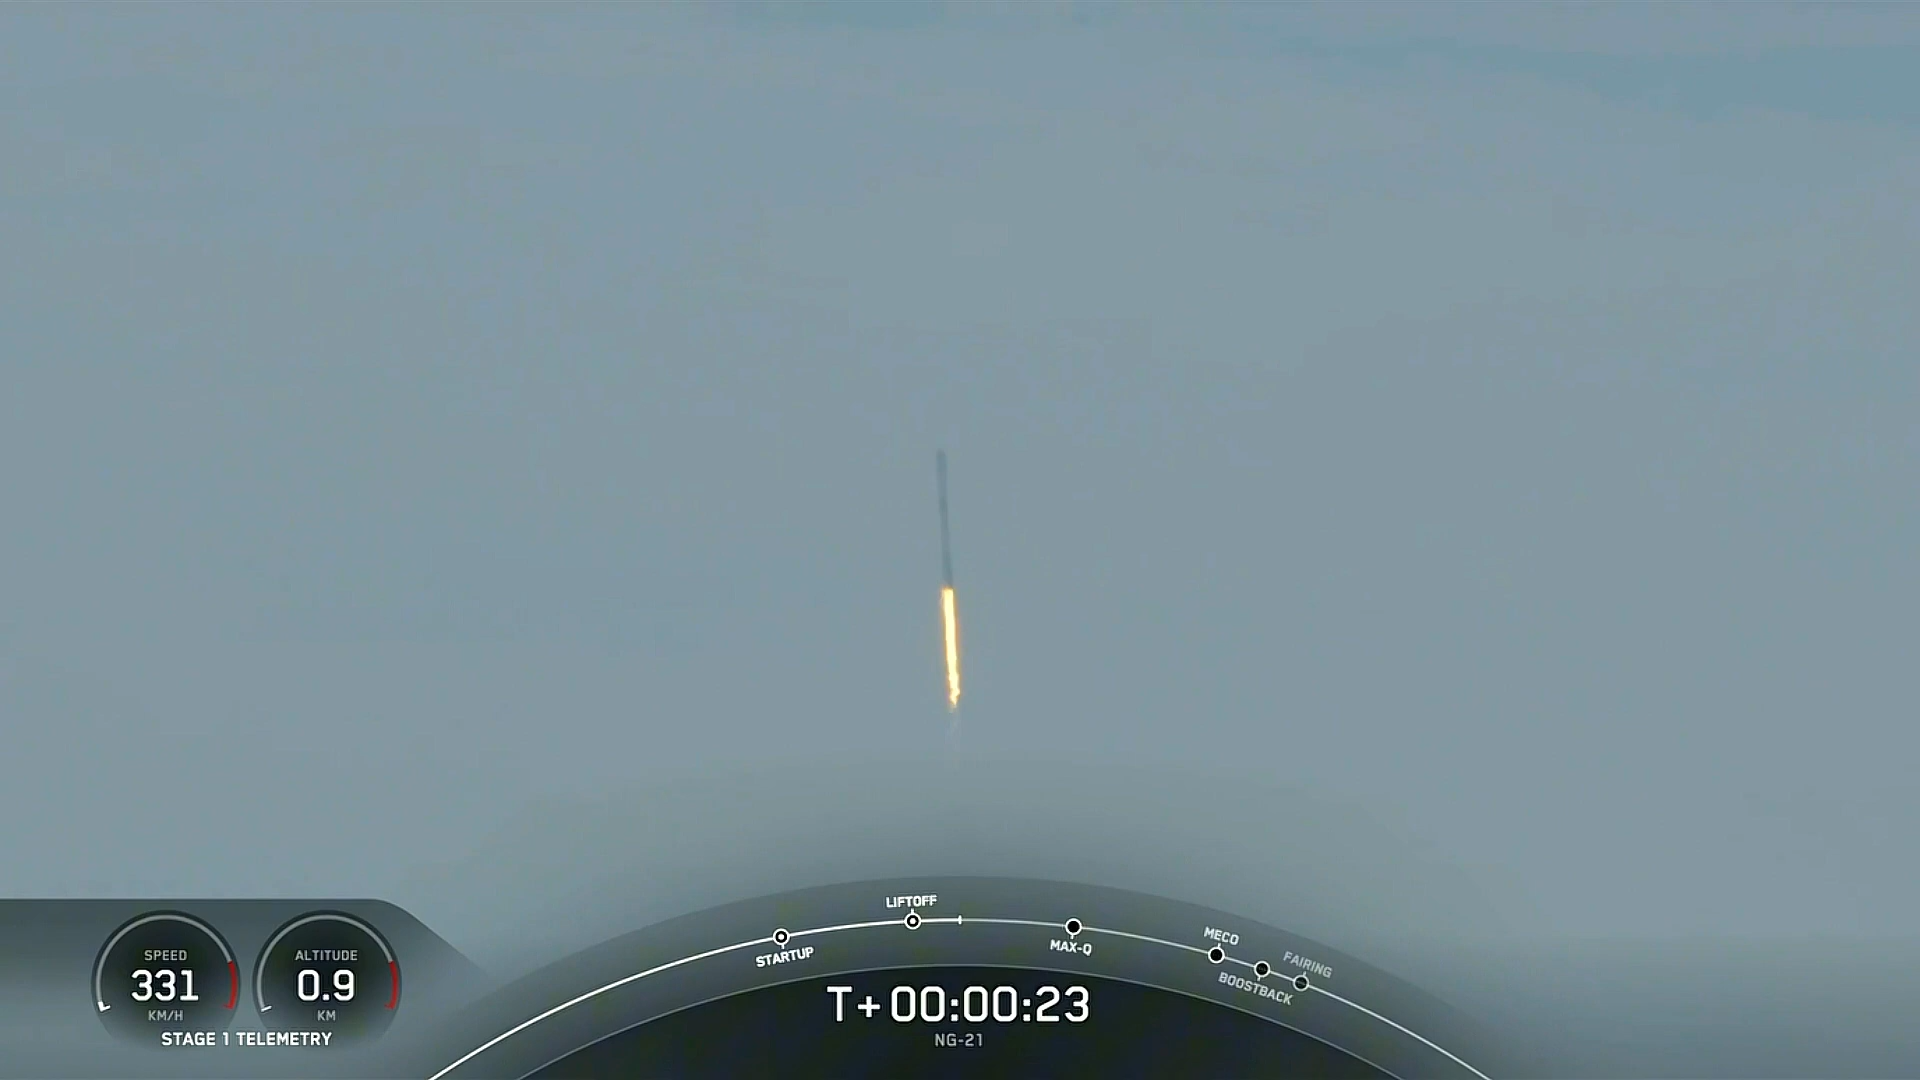 SPEED
331
KM/H
ALTITUDE
0.9
KM
STAGE 1 TELEMETRY
STARTUP
LIFTOFF
MAX-Q
MECO
BOOSTBACK
FAIRING
T+00:00:23
NG-21